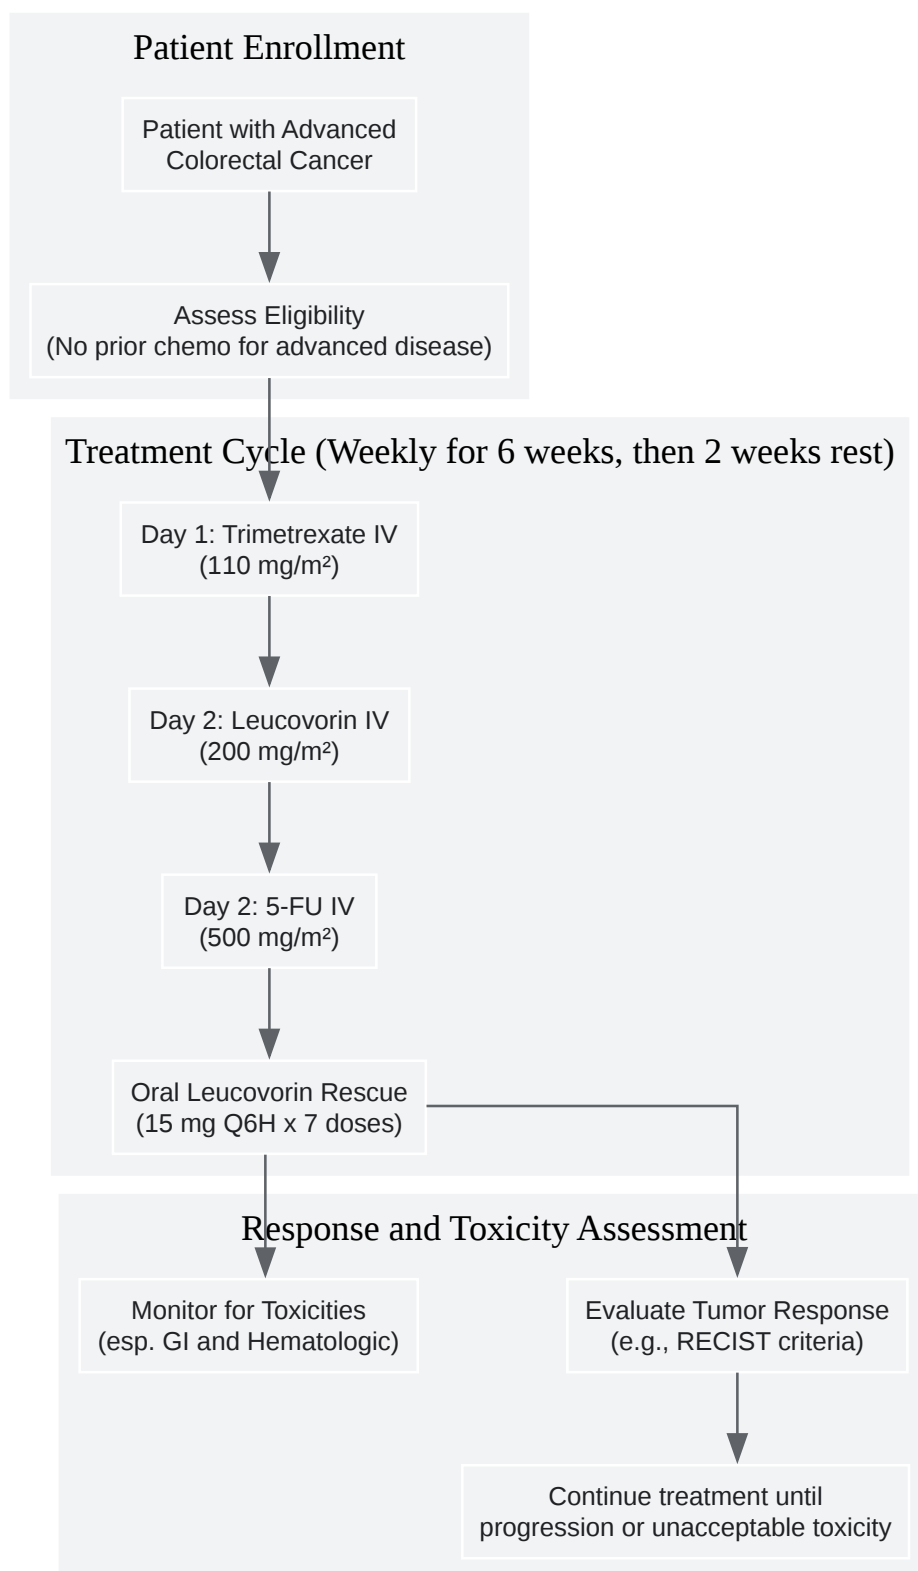 Patient Enrollment
Patient with Advanced
Colorectal Cancer
Assess Eligibility
(No prior chemo for advanced disease)
Treatment Cycle (Weekly for 6 weeks, then 2 weeks rest)
Day 1: Trimetrexate IV
(110 mg/m²)
Day 2: Leucovorin IV
(200 mg/m²)
Day 2: 5-FU IV
(500 mg/m²)
Oral Leucovorin Rescue
(15 mg Q6H x 7 doses)
Response and Toxicity Assessment
Monitor for Toxicities
(esp. GI and Hematologic)
Evaluate Tumor Response
(e.g., RECIST criteria)
Continue treatment until
progression or unacceptable toxicity